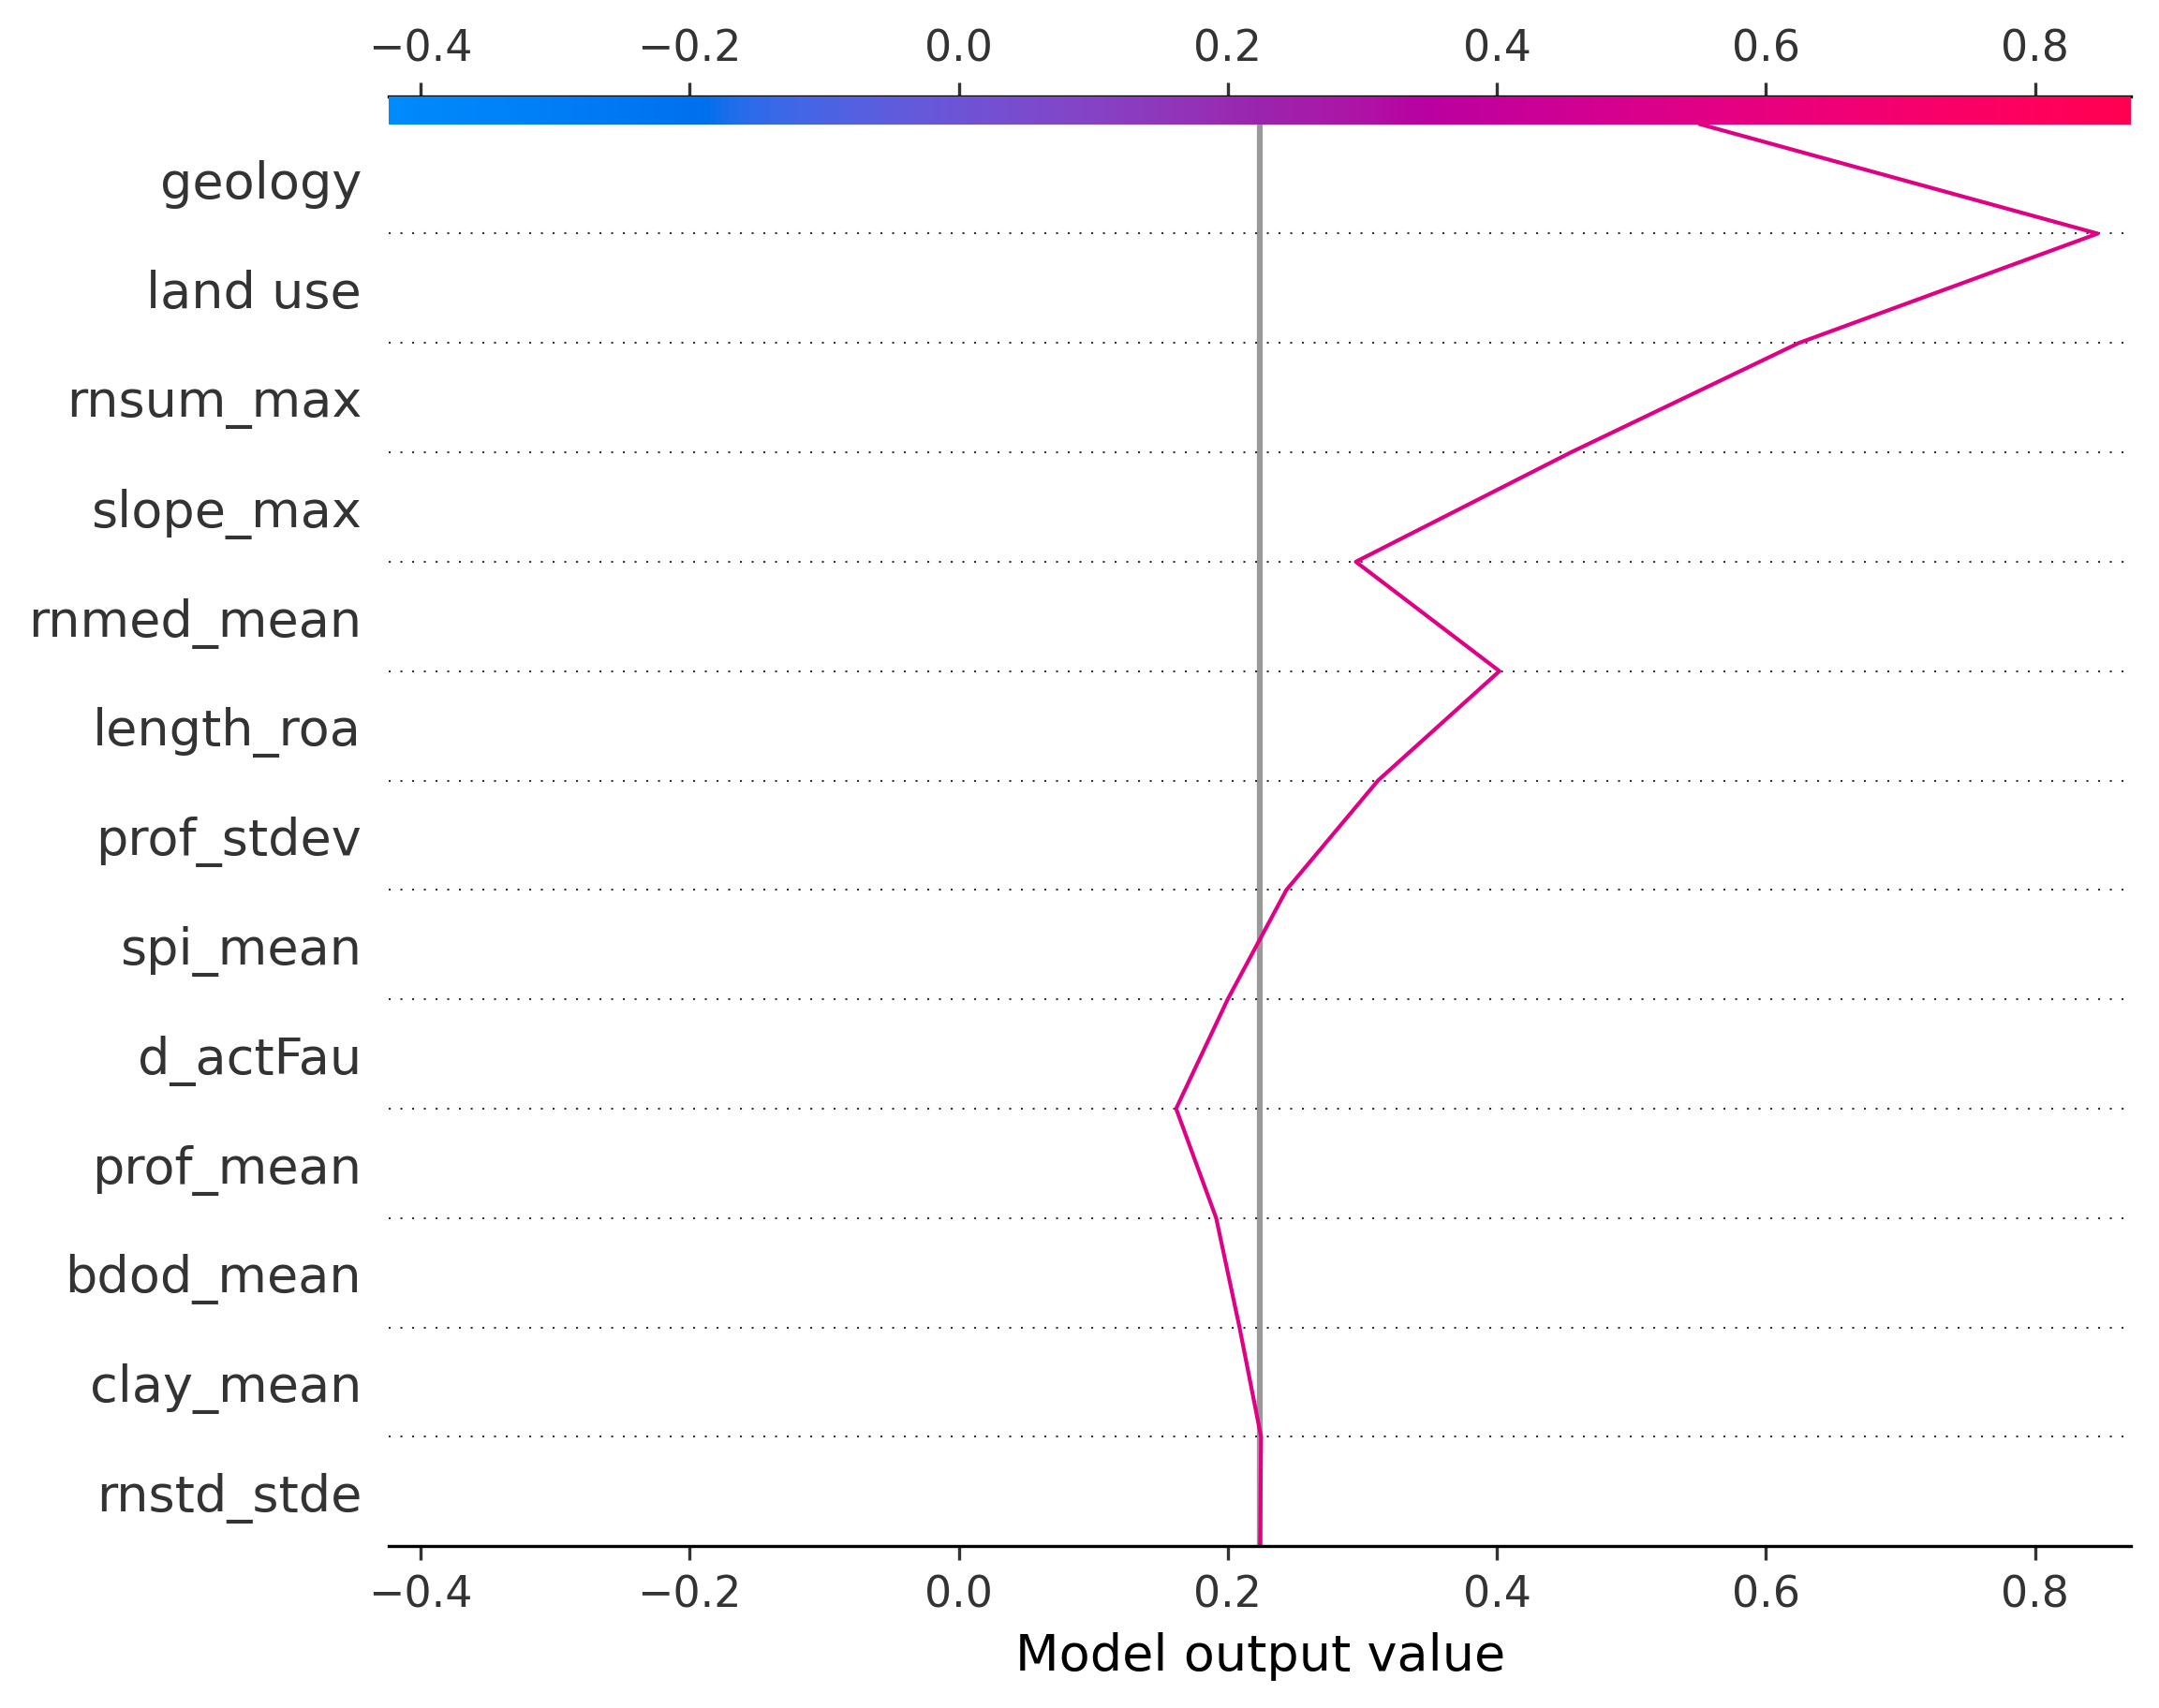 −0.4 −0.2 0.0 0.2 0.4 0.6 0.8
geology
land use
rnsum_max
slope_max
rnmed_mean
length_roa
prof_stdev
spi_mean
d_actFau
prof_mean
bdod_mean
clay_mean
rnstd_stde
−0.4 −0.2 0.0 0.2 0.4 0.6 0.8
Model output value